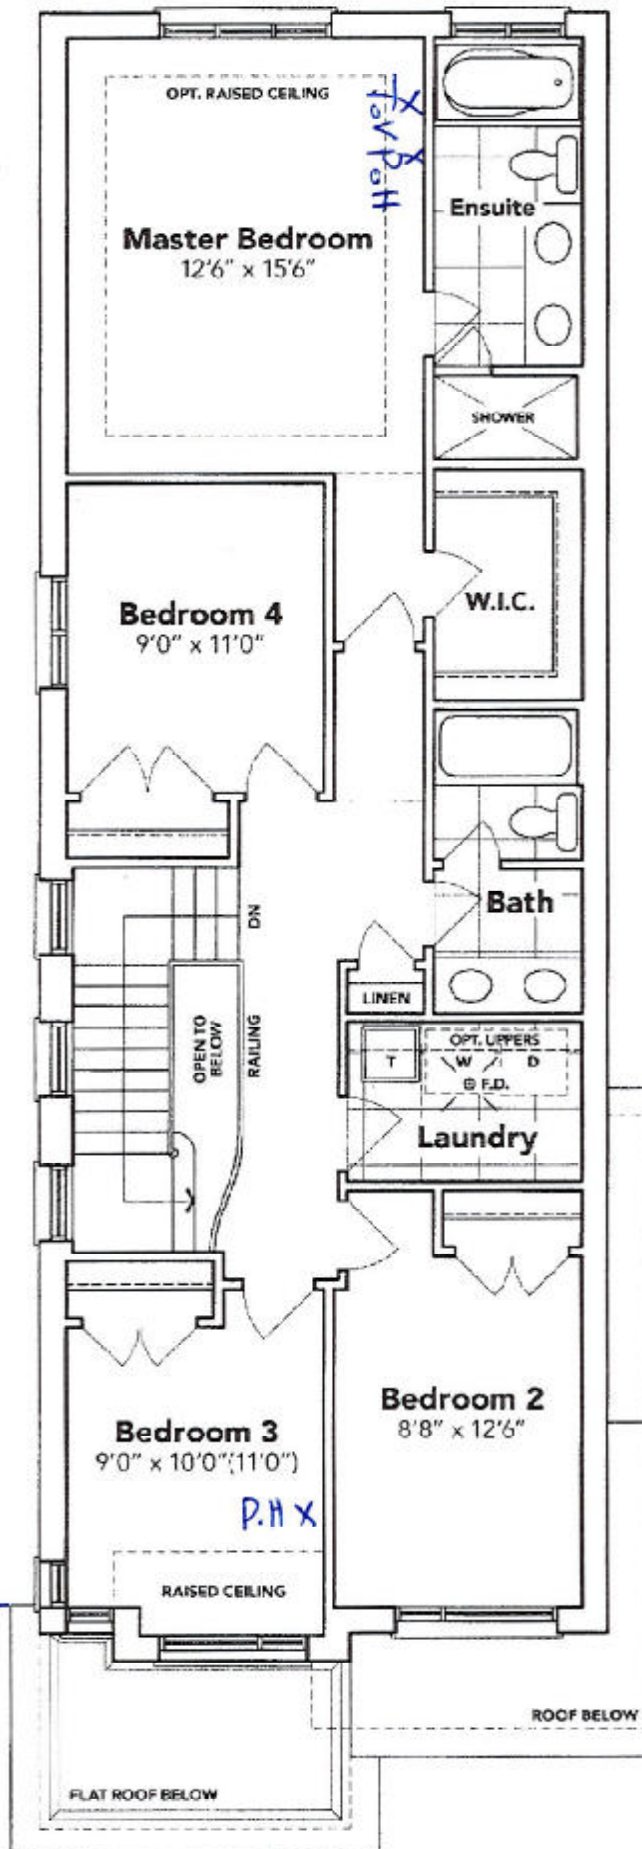 OPT. RAISED CEILING
Master Bedroom
12'6" x 15'6"
Ensuite
SHOWER
Bedroom 4
9'0" x 11'0"
W.I.C.
Bath
DN
LINEN
OPEN TO
BELOW
RAILING
OPT. UPPERS
T
W
D
F.D.
Laundry
Bedroom 2
8'8" x 12'6"
Bedroom 3
9'0" x 10'0"(11'0")
P.H X
RAISED CEILING
ROOF BELOW
FLAT ROOF BELOW